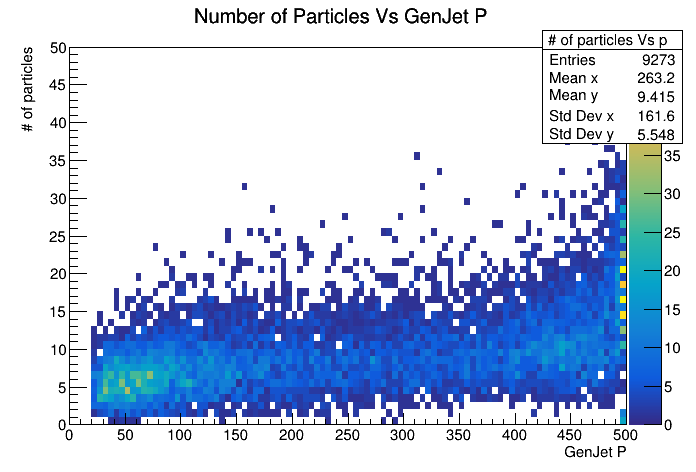 Number of Particles Vs GenJet P
# of particles Vs p
Entries 9273
Mean x 263.2
Mean y 9.415
Std Dev x 161.6
Std Dev y 5.548
# of particles
50
45
40
35
30
25
20
15
10
5
0
35
30
25
20
15
10
5
0
0 50 100 150 200 250 300 350 400 450 500
GenJet P